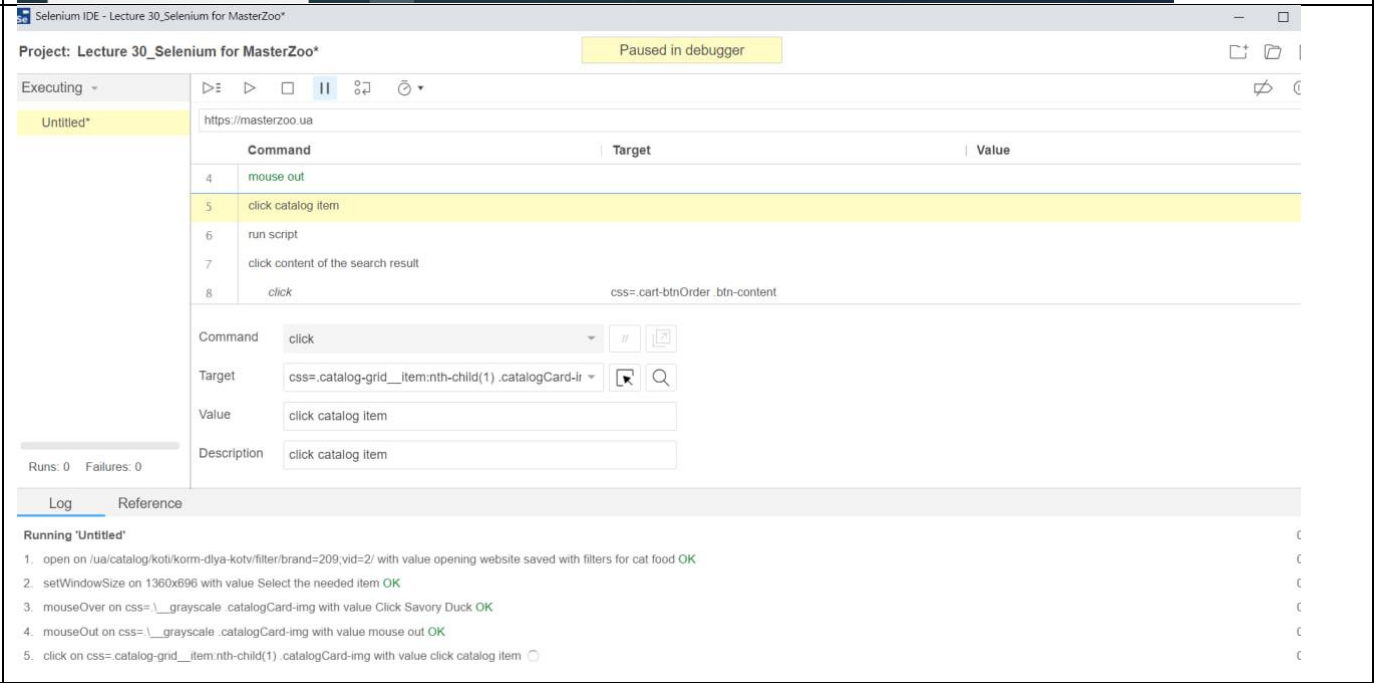 Selenium IDE - Lecture 30_Selenium for MasterZoo*
Project: Lecture 30_Selenium for MasterZoo*
Paused in debugger
Executing
Untitled*
https://masterzoo.ua
Command Target Value
4 mouse out
5 click catalog item
6 run script
7 click content of the search result
8 click css=.cart-btnOrder .btn-content
Command click //
Target css=.catalog-grid__item:nth-child(1) .catalogCard-ir
Value click catalog item
Description click catalog item
Runs: 0 Failures: 0
Log Reference
Running 'Untitled'
1. open on /ua/catalog/koti/korm-dlya-kotv/filter/brand=209;vid=2/ with value opening website saved with filters for cat food OK
2. setWindowSize on 1360x696 with value Select the needed item OK
3. mouseOver on css=.\__grayscale .catalogCard-img with value Click Savory Duck OK
4. mouseOut on css=.\__grayscale .catalogCard-img with value mouse out OK
5. click on css=.catalog-grid__item:nth-child(1) .catalogCard-img with value click catalog item